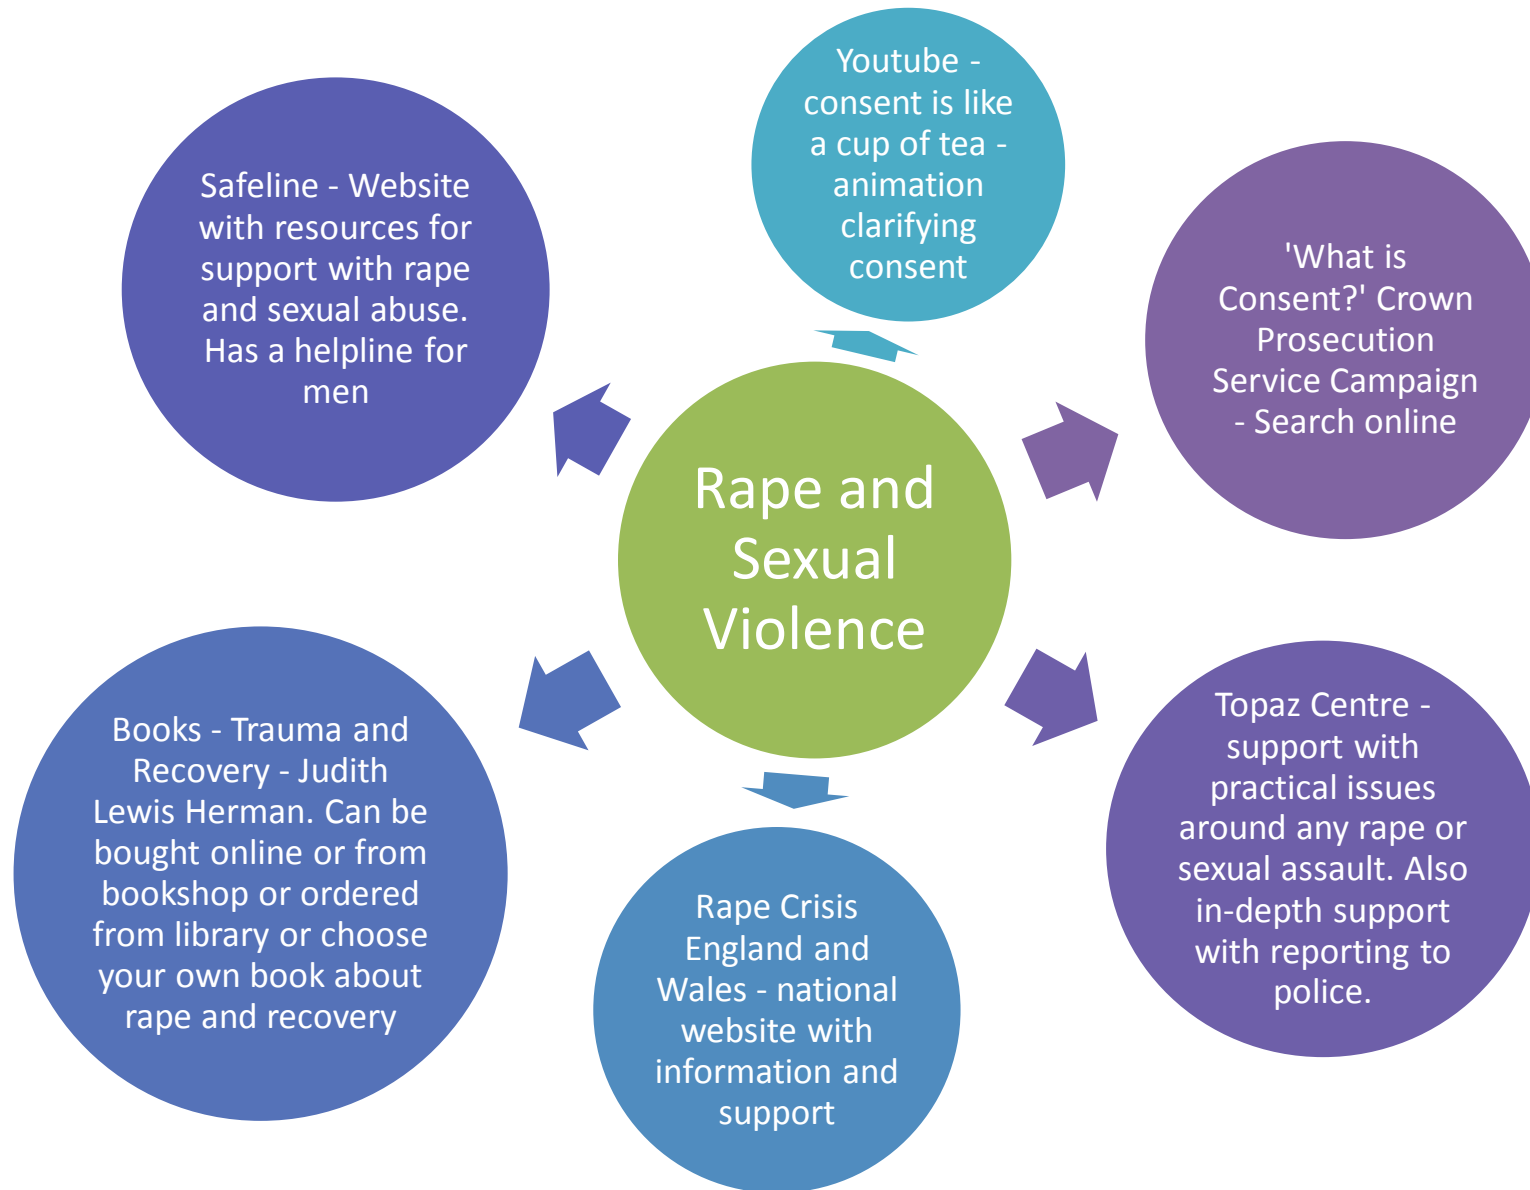 Youtube -
consent is like
a cup of tea -
animation
clarifying
consent
'What is
Consent?' Crown
Prosecution
Service Campaign
- Search online
Topaz Centre -
support with
practical issues
around any rape or
sexual assault. Also
in-depth support
with reporting to
police.
Rape Crisis
England and
Wales - national
website with
information and
support
Books - Trauma and
Recovery - Judith
Lewis Herman. Can be
bought online or from
bookshop or ordered
from library or choose
your own book about
rape and recovery
Safeline - Website
with resources for
support with rape
and sexual abuse.
Has a helpline for
men
Rape and
Sexual
Violence